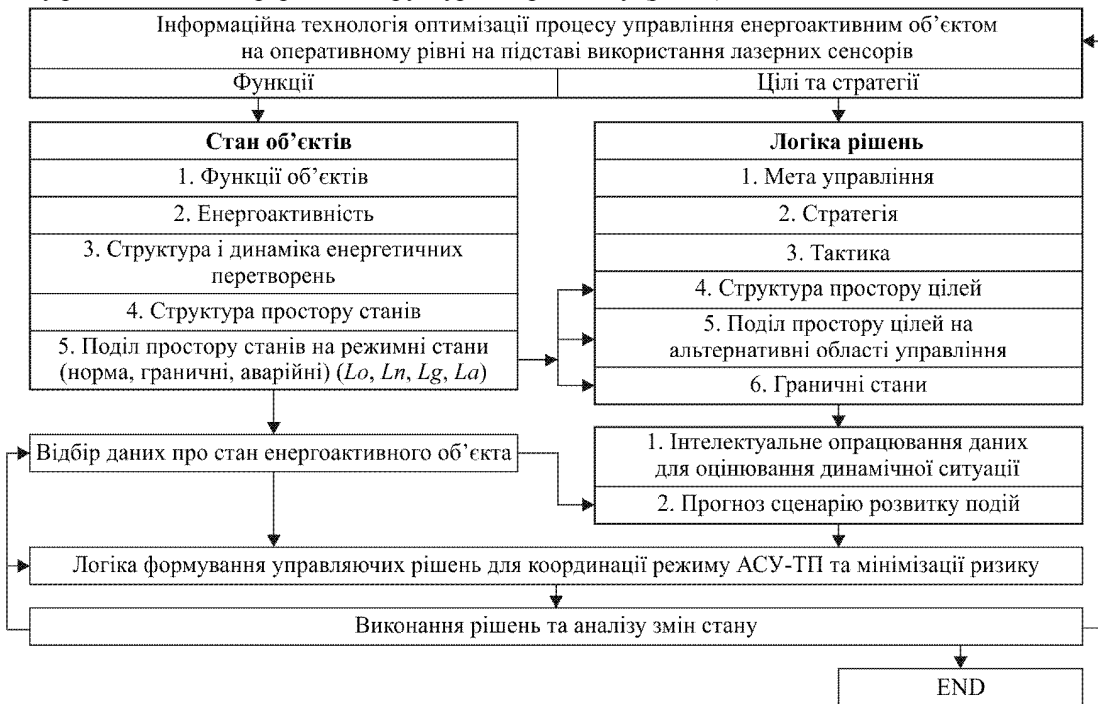 Інформаційна технологія оптимізації процесу управління енергоактивним об’єктом
на оперативному рівні на підставі використання лазерних сенсорів
Функції
Цілі та стратегії
Стан об’єктів
1. Функції об’єктів
2. Енергоактивність
3. Структура і динаміка енергетичних
перетворень
4. Структура простору станів
5. Поділ простору станів на режимні стани
(норма, граничні, аварійні) (Lo, Ln, Lg, La)
Логіка рішень
1. Мета управління
2. Стратегія
3. Тактика
4. Структура простору цілей
5. Поділ простору цілей на
альтернативні області управління
6. Граничні стани
Відбір даних про стан енергоактивного об’єкта
1. Інтелектуальне опрацювання даних
для оцінювання динамічної ситуації
2. Прогноз сценарію розвитку подій
Логіка формування управляючих рішень для координації режиму АСУ-ТП та мінімізації ризику
Виконання рішень та аналізу змін стану
END